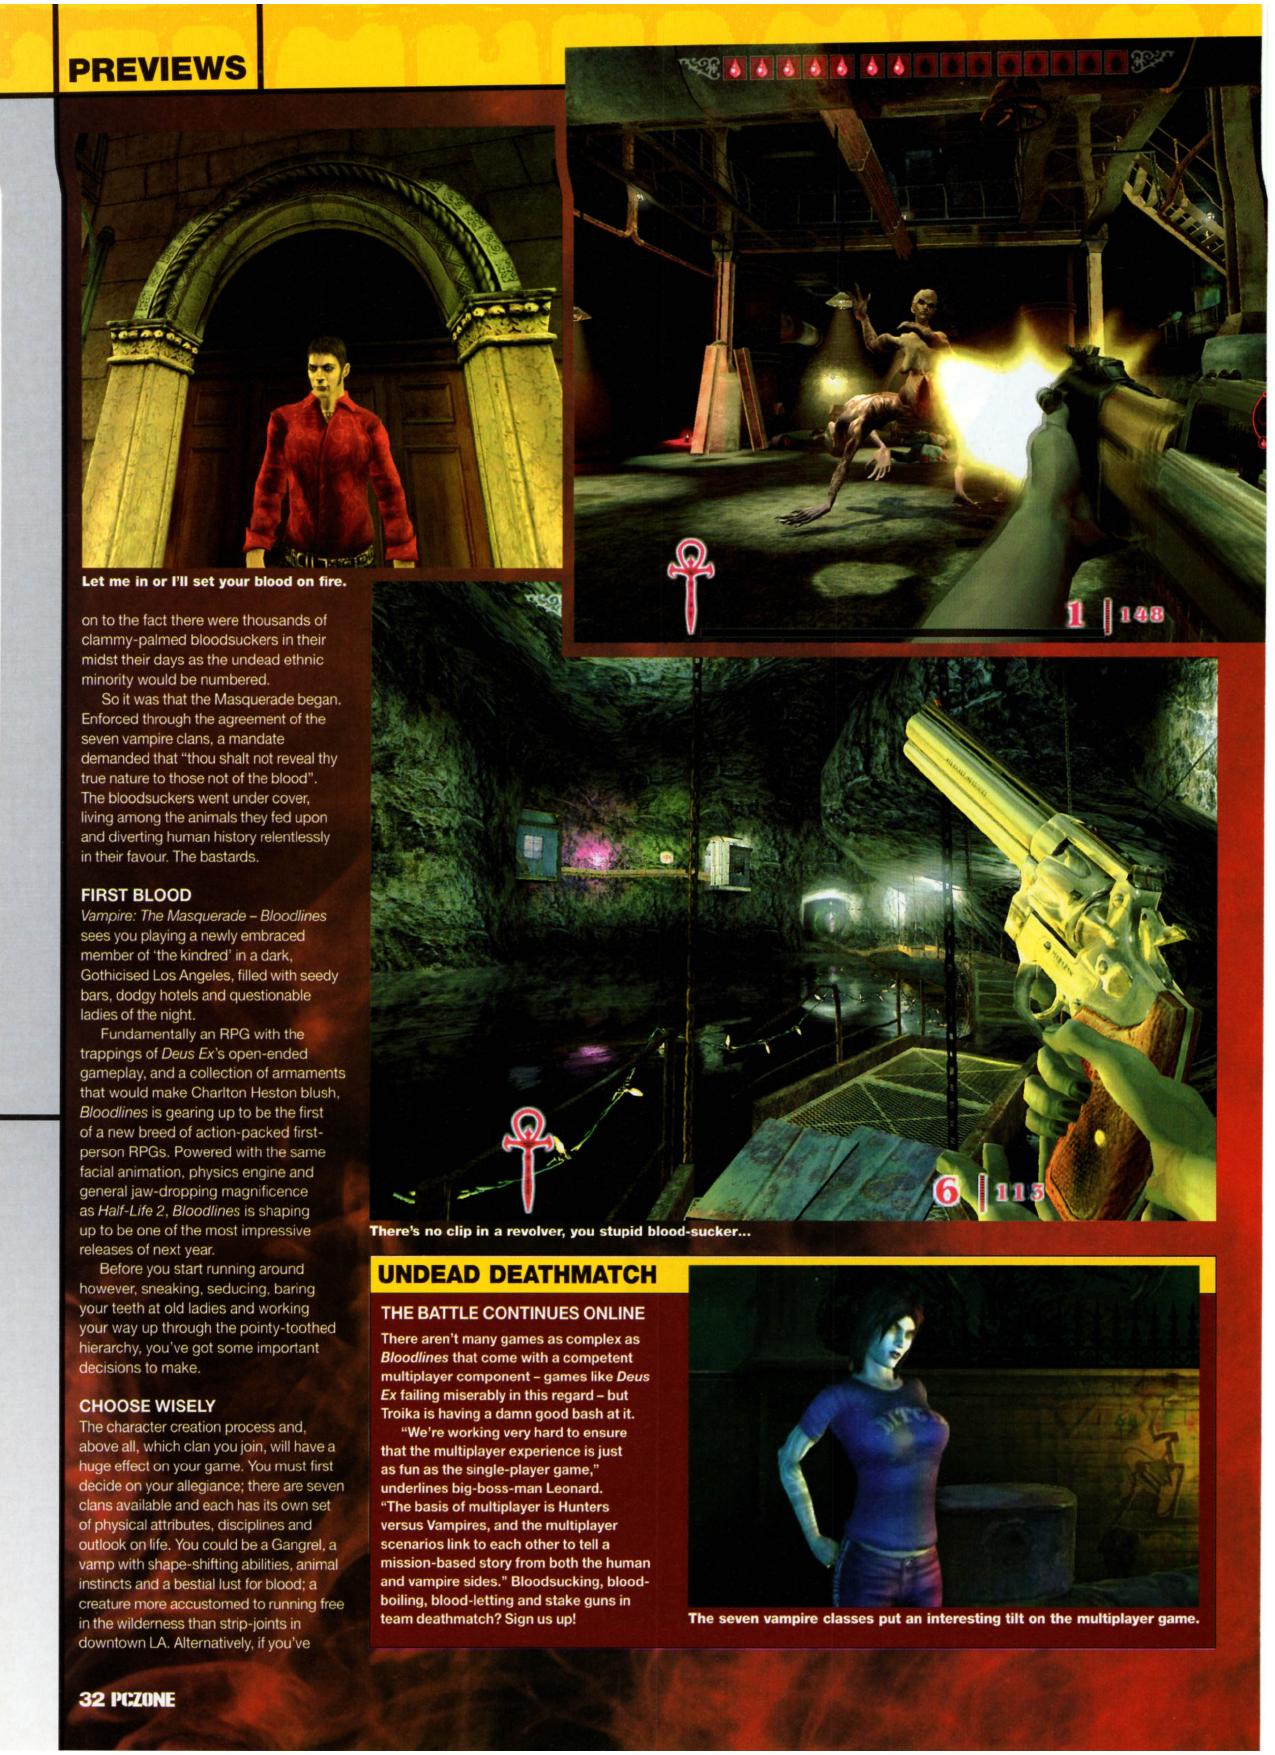 PREVIEWS
1 | 148
Let me in or I'll set your blood on fire.
on to the fact there were thousands of
clammy-palmed bloodsuckers in their
midst their days as the undead ethnic
minority would be numbered.
So it was that the Masquerade began.
Enforced through the agreement of the
seven vampire clans, a mandate
demanded that "thou shalt not reveal thy
true nature to those not of the blood".
The bloodsuckers went under cover,
living among the animals they fed upon
and diverting human history relentlessly
in their favour. The bastards.
FIRST BLOOD
Vampire: The Masquerade – Bloodlines
sees you playing a newly embraced
member of 'the kindred' in a dark,
Gothicised Los Angeles, filled with seedy
bars, dodgy hotels and questionable
ladies of the night.
Fundamentally an RPG with the
trappings of Deus Ex's open-ended
gameplay, and a collection of armaments
that would make Charlton Heston blush,
Bloodlines is gearing up to be the first
of a new breed of action-packed first-
person RPGs. Powered with the same
facial animation, physics engine and
general jaw-dropping magnificence
as Half-Life 2, Bloodlines is shaping
up to be one of the most impressive
releases of next year.
Before you start running around
however, sneaking, seducing, baring
your teeth at old ladies and working
your way up through the pointy-toothed
hierarchy, you've got some important
decisions to make.
CHOOSE WISELY
The character creation process and,
above all, which clan you join, will have a
huge effect on your game. You must first
decide on your allegiance; there are seven
clans available and each has its own set
of physical attributes, disciplines and
outlook on life. You could be a Gangrel, a
vamp with shape-shifting abilities, animal
instincts and a bestial lust for blood; a
creature more accustomed to running free
in the wilderness than strip-joints in
downtown LA. Alternatively, if you've
6 | 113
There's no clip in a revolver, you stupid blood-sucker...
UNDEAD DEATHMATCH
THE BATTLE CONTINUES ONLINE
There aren't many games as complex as
Bloodlines that come with a competent
multiplayer component – games like Deus
Ex failing miserably in this regard – but
Troika is having a damn good bash at it.
"We're working very hard to ensure
that the multiplayer experience is just
as fun as the single-player game,"
underlines big-boss-man Leonard.
"The basis of multiplayer is Hunters
versus Vampires, and the multiplayer
scenarios link to each other to tell a
mission-based story from both the human
and vampire sides." Bloodsucking, blood-
boiling, blood-letting and stake guns in
team deathmatch? Sign us up!
The seven vampire classes put an interesting tilt on the multiplayer game.
32 PCZONE